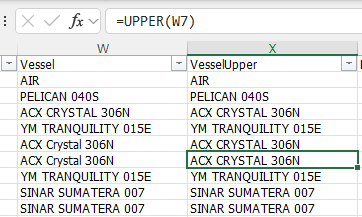 fx =UPPER(W7)
W X
Vessel VesselUpper
AIR AIR
PELICAN 040S PELICAN 040S
ACX CRYSTAL 306N ACX CRYSTAL 306N
YM TRANQUILITY 015E YM TRANQUILITY 015E
ACX Crystal 306N ACX CRYSTAL 306N
ACX Crystal 306N ACX CRYSTAL 306N
YM TRANQUILITY 015E YM TRANQUILITY 015E
SINAR SUMATERA 007 SINAR SUMATERA 007
SINAR SUMATERA 007 SINAR SUMATERA 007